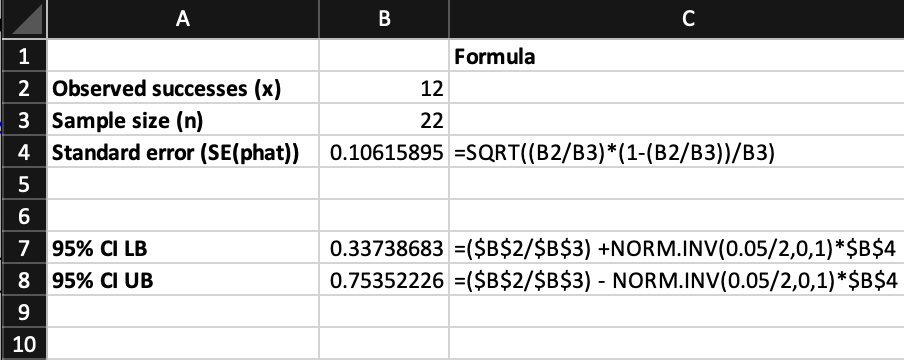 A B C
1 Formula
2 Observed successes (x) 12
3 Sample size (n) 22
4 Standard error (SE(phat)) 0.10615895 =SQRT((B2/B3)*(1-(B2/B3))/B3)
5
6
7 95% CI LB 0.33738683 =($B$2/$B$3) +NORM.INV(0.05/2,0,1)*$B$4
8 95% CI UB 0.75352226 =($B$2/$B$3) - NORM.INV(0.05/2,0,1)*$B$4
9
10